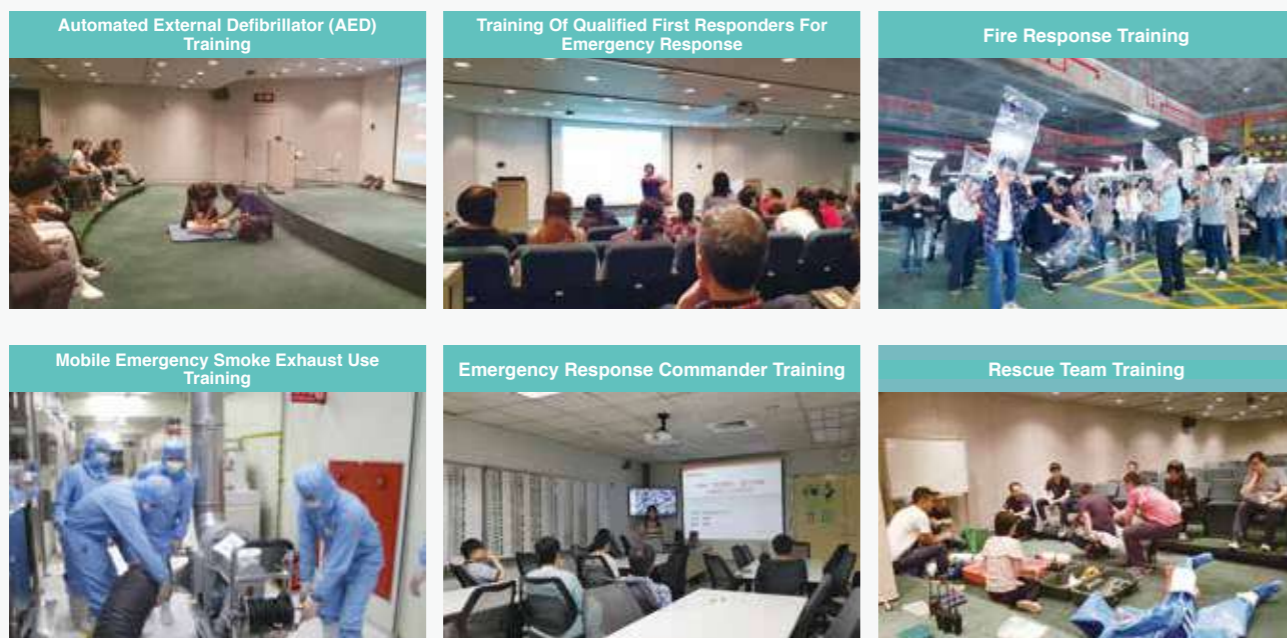 Automated External Defibrillator (AED)
Training
Training Of Qualified First Responders For
Emergency Response
Fire Response Training
Mobile Emergency Smoke Exhaust Use
Training
Emergency Response Commander Training
Rescue Team Training